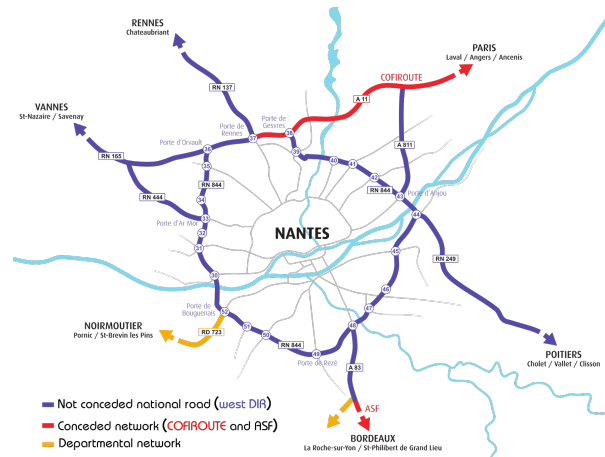 RENNES
Chateaubriant
PARIS
Laval / Angers / Ancenis
COFIROUTE
RN 137
A 11
VANNES
St-Nazaire / Savenay
Porte de
Rennes
Porte de
Gesvres
Porte d'Orvault
37
38
39
36
35
40
41
42
A 811
RN 165
RN 844
RN 844
RN 444
34
43
Porte d'Anjou
Porte d'Ar Mor
33
44
32
31
NANTES
45
RN 249
30
46
47
Porte de
Bouguenais
52
NOIRMOUTIER
Pornic / St-Brevin les Pins
RD 723
51
50
RN 844
48
49
Porte de Rezé
A 83
POITIERS
Cholet / Vallet / Clisson
ASF
BORDEAUX
La Roche-sur-Yon / St-Philibert de Grand Lieu
Not conceded national road (west DIR)
Conceded network (COFIROUTE and ASF)
Departmental network